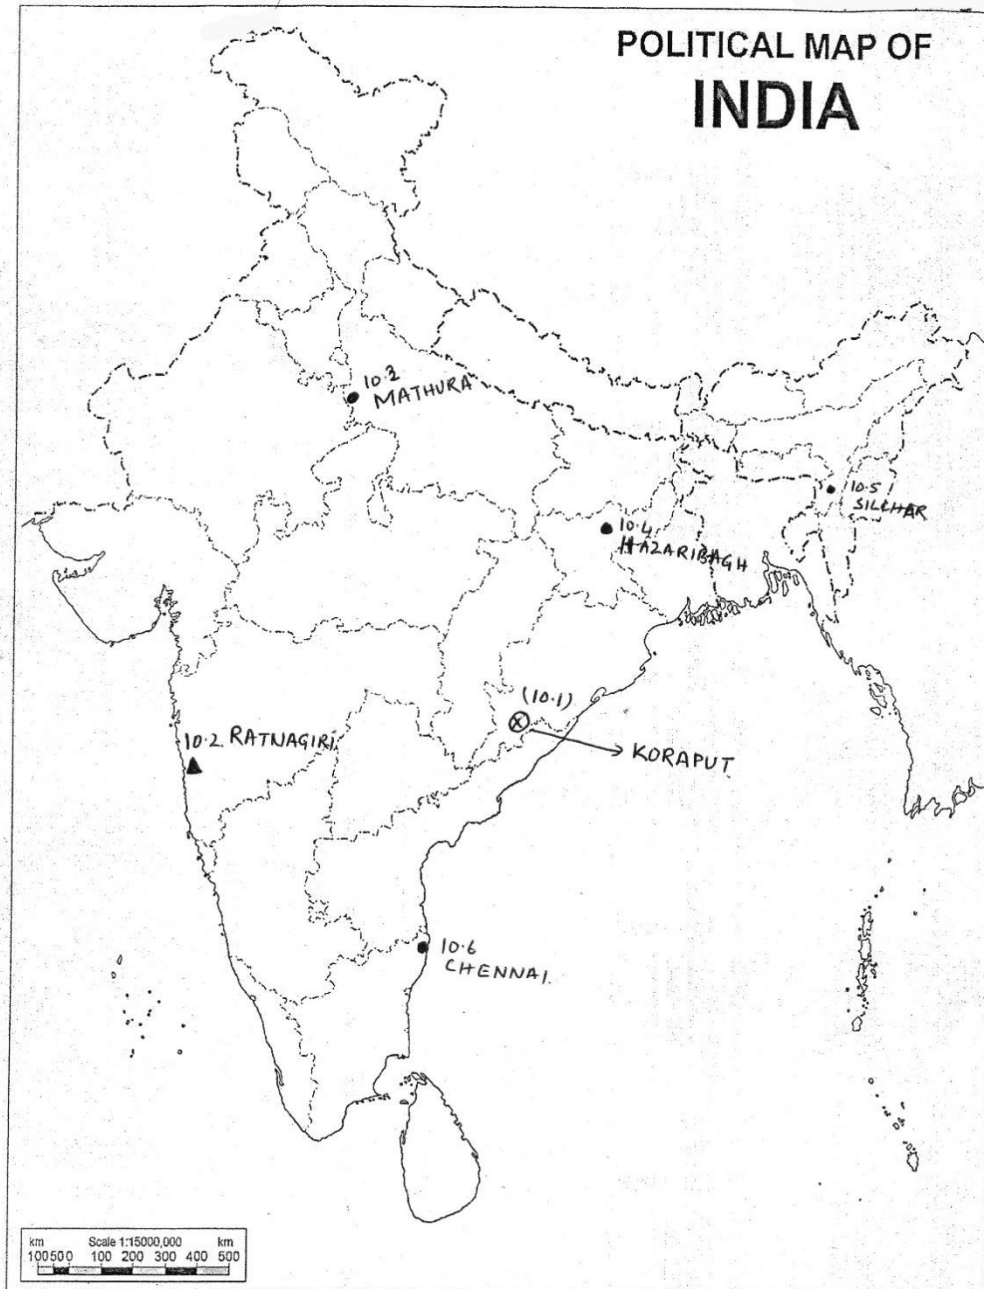 POLITICAL MAP OF
INDIA
10.3
MATHURA
10.5
SILCHAR
10.4
HAZARIBAGH
(10.1)
KORAPUT
10.2 RATNAGIRI
10.6
CHENNAI
km Scale 1:15000,000 km
100 50 0 100 200 300 400 500